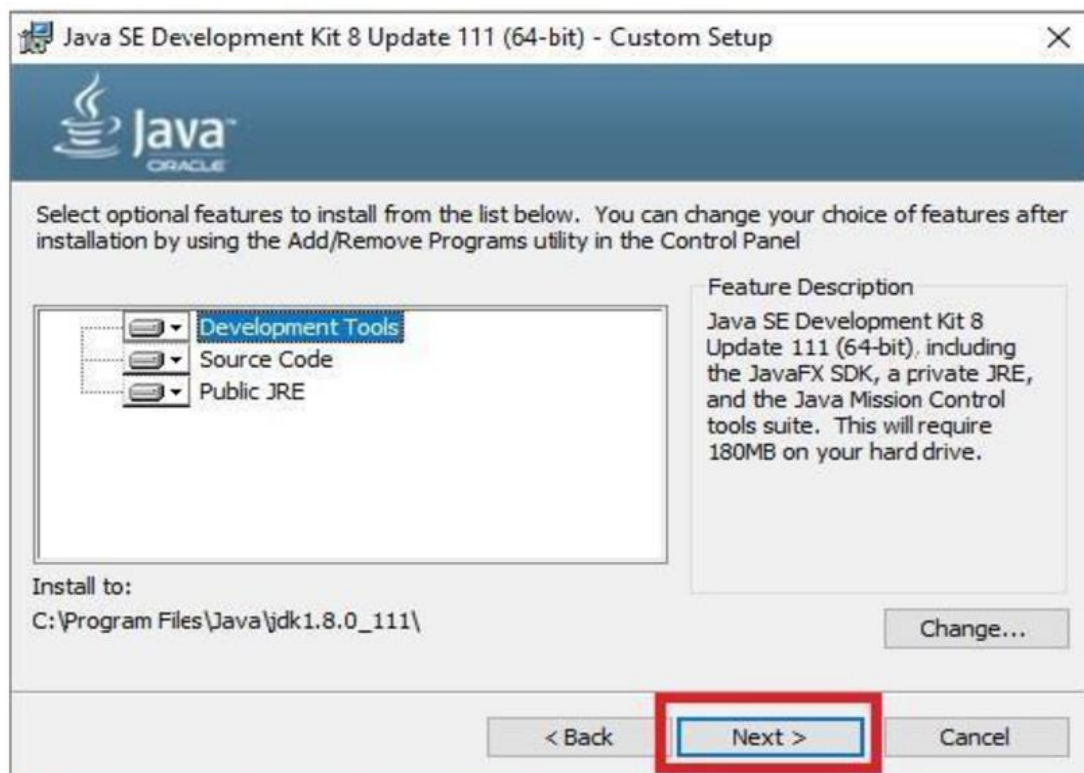 Java SE Development Kit 8 Update 111 (64-bit) - Custom Setup
Java™
ORACLE
Select optional features to install from the list below. You can change your choice of features after
installation by using the Add/Remove Programs utility in the Control Panel
Development Tools
Source Code
Public JRE
Feature Description
Java SE Development Kit 8
Update 111 (64-bit), including
the JavaFX SDK, a private JRE,
and the Java Mission Control
tools suite. This will require
180MB on your hard drive.
Install to:
C:\Program Files\Java\jdk1.8.0_111\
Change...
< Back
Next >
Cancel